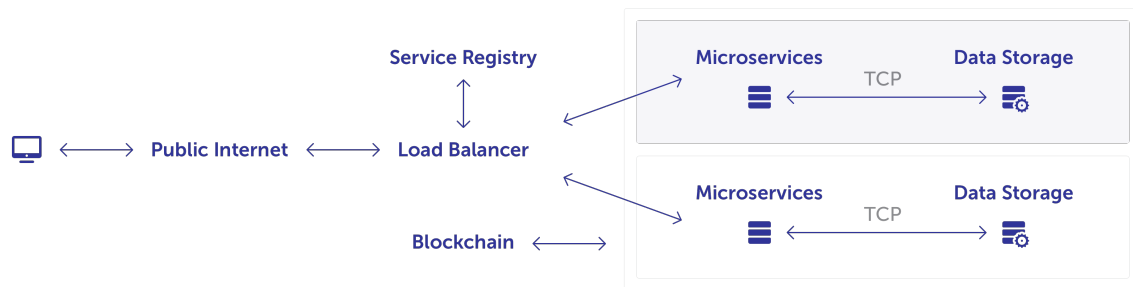 Service Registry
Microservices
Data Storage
TCP
Public Internet
Load Balancer
Microservices
Data Storage
TCP
Blockchain